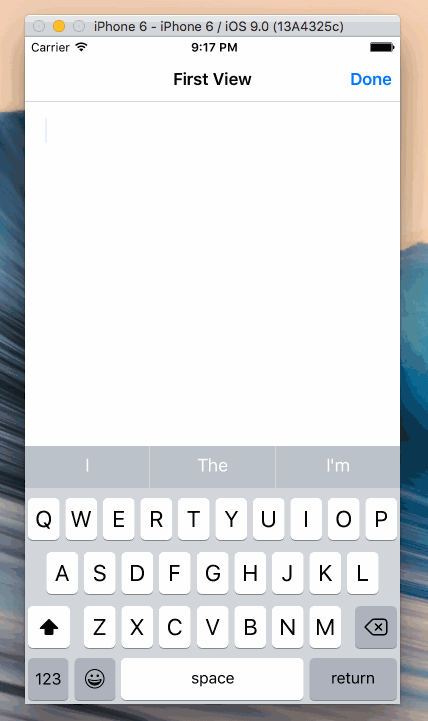 iPhone 6 - iPhone 6 / iOS 9.0 (13A4325c)
Carrier 9:17 PM
First View Done
I The I'm
Q W E R T Y U I O P
A S D F G H J K L
Z X C V B N M
123 space return